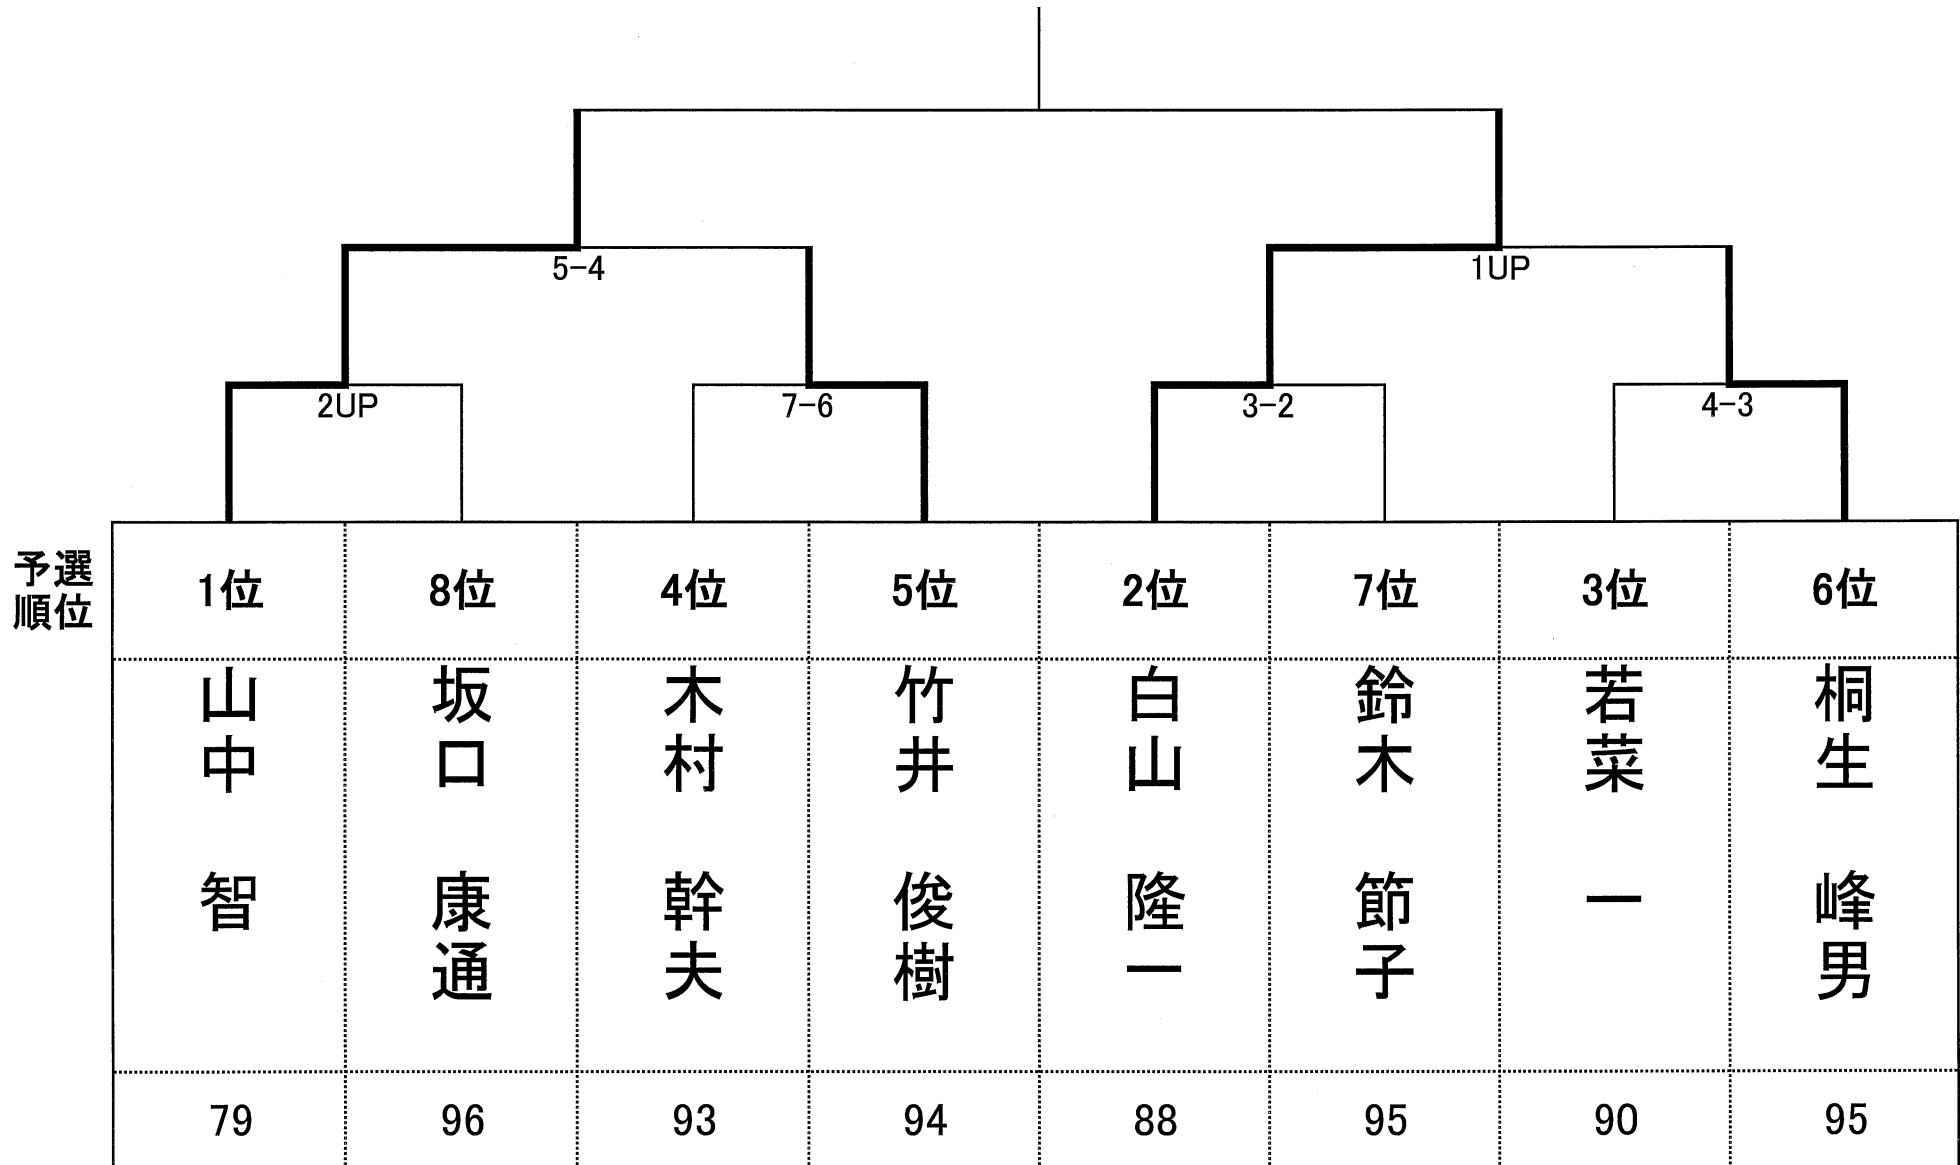 5-4
1UP
2UP
7-6
3-2
4-3
予選
順位
1位
8位
4位
5位
2位
7位
3位
6位
山中 智
坂口 康通
木村 幹夫
竹井 俊樹
白山 隆一
鈴木 節子
若菜 一
桐生 峰男
79
96
93
94
88
95
90
95